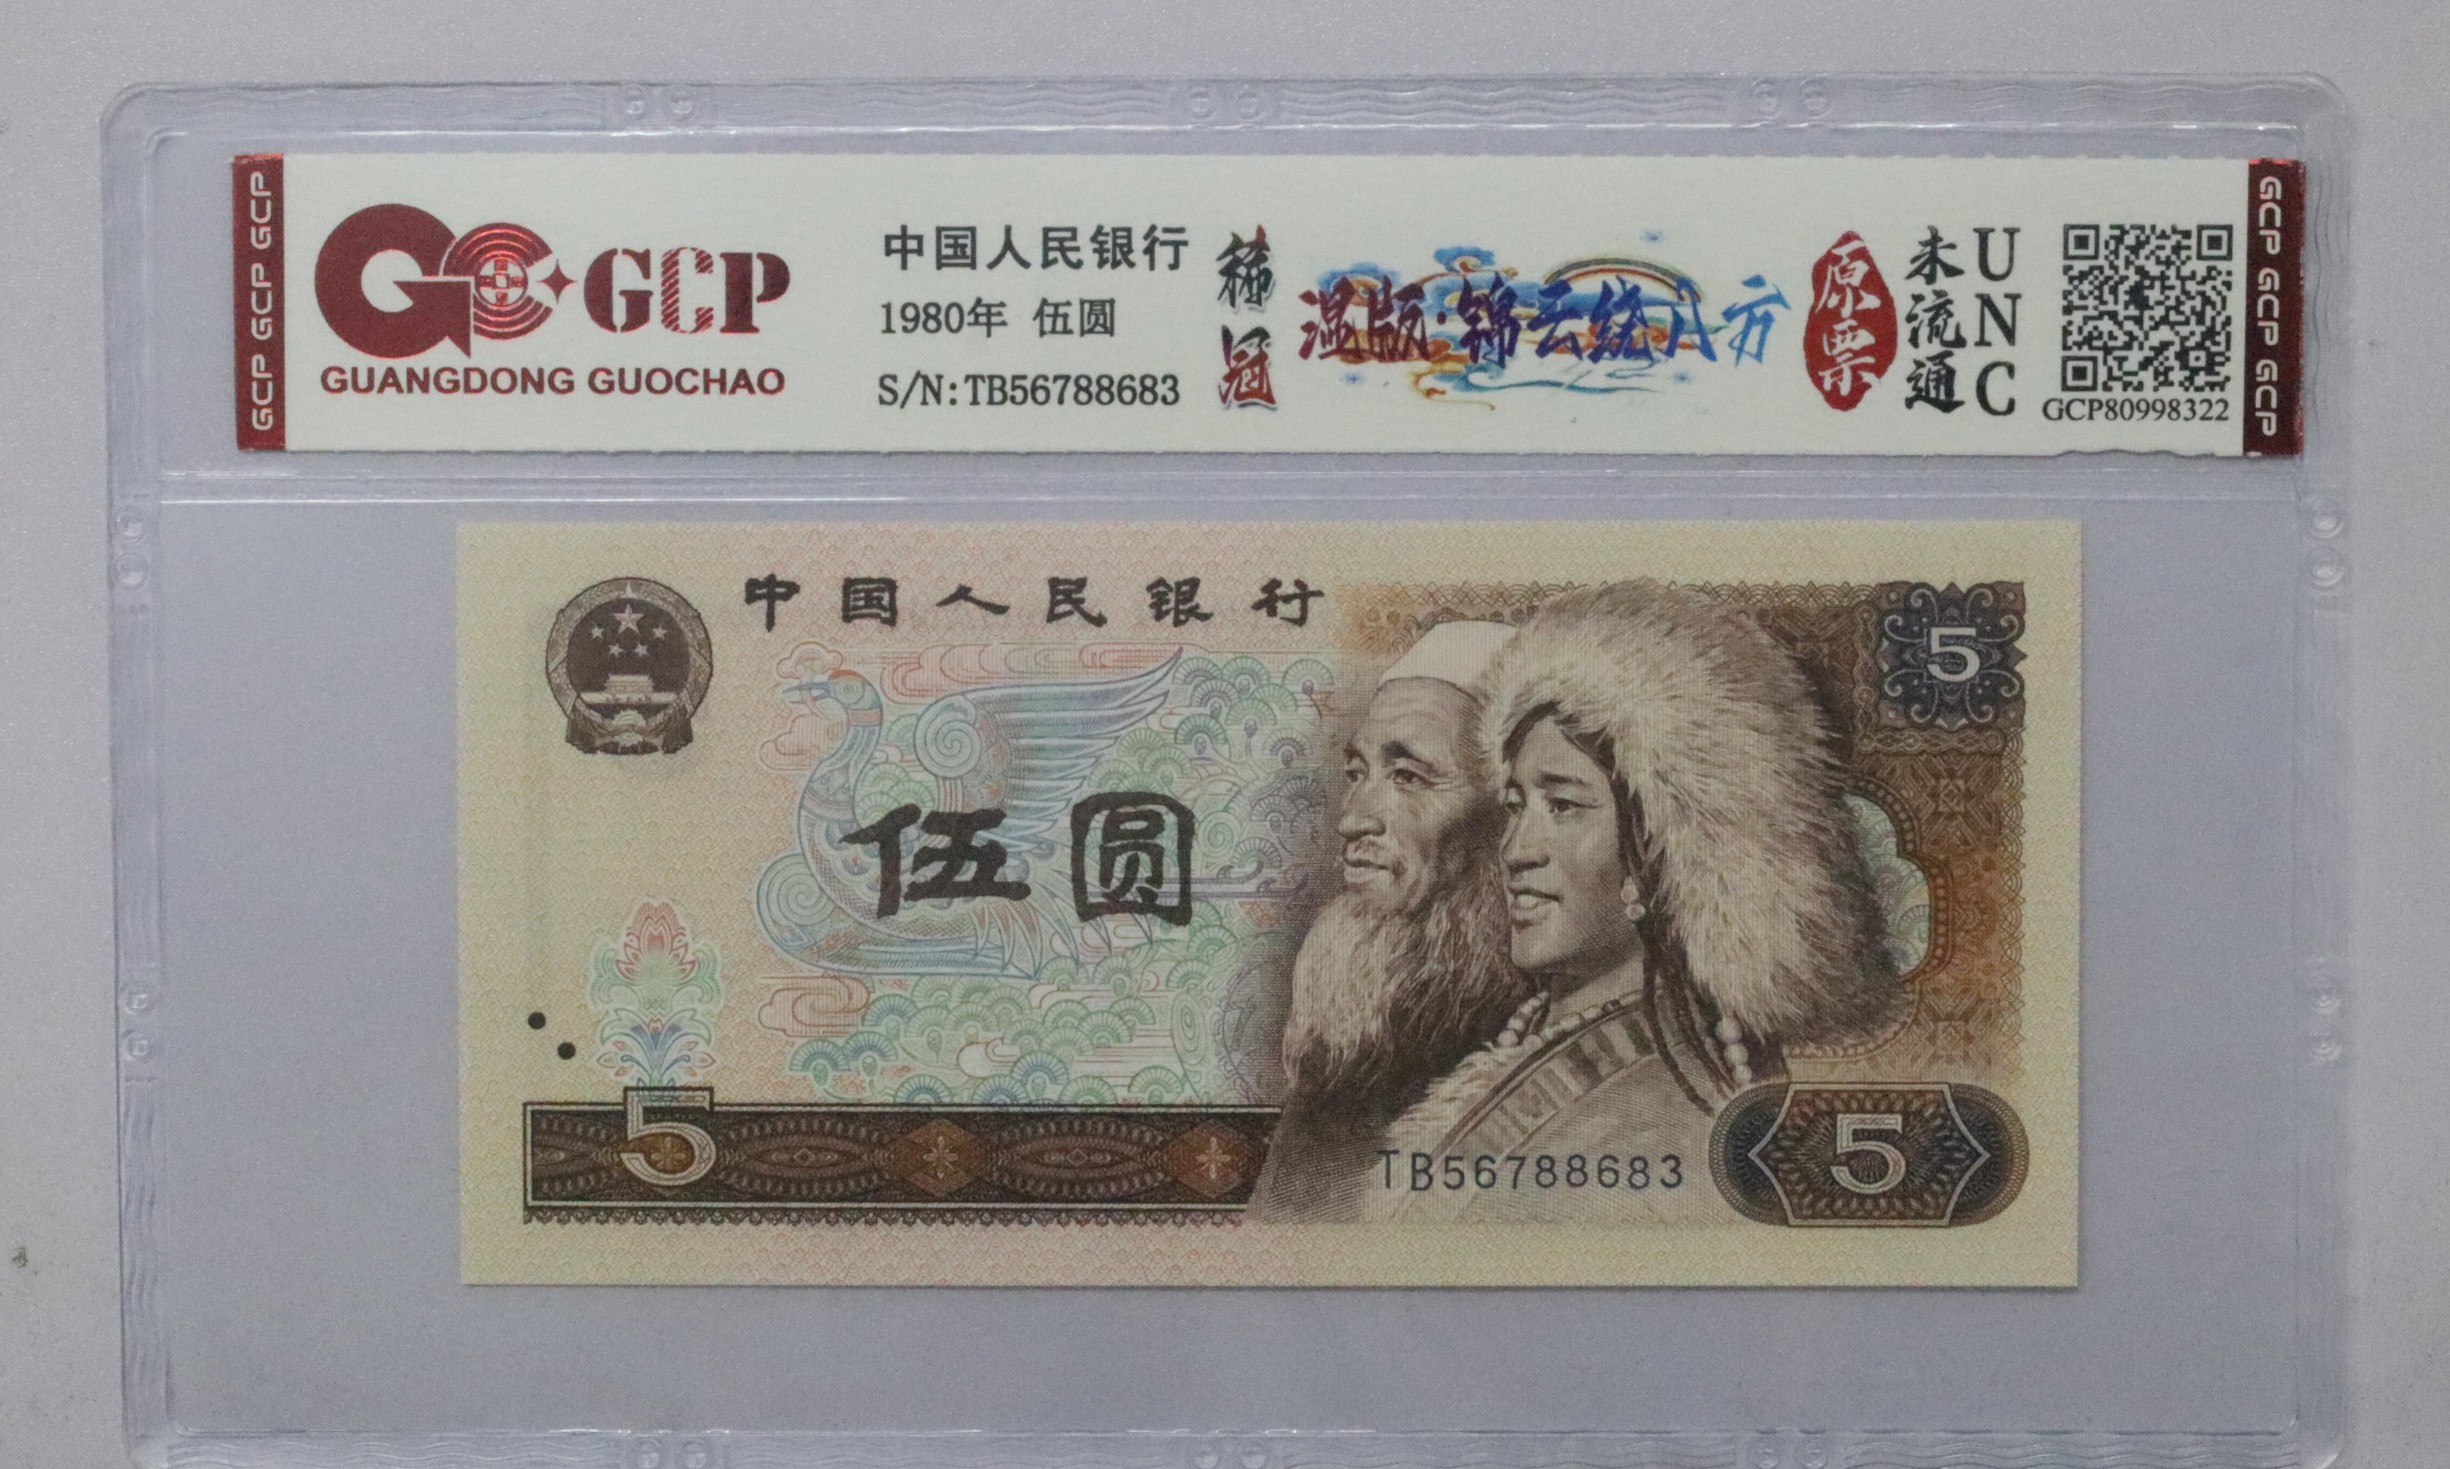 GCP GCP GCP
GCP
GUANGDONG GUOCHAO
中国人民银行
1980年 伍圆
S/N:TB56788683
稀冠
温版·锦云绕八方
原票
未流通
UNC
GCP80998322
GCP GCP GCP GCP
中国人民银行
5
伍圆
5
TB56788683
5